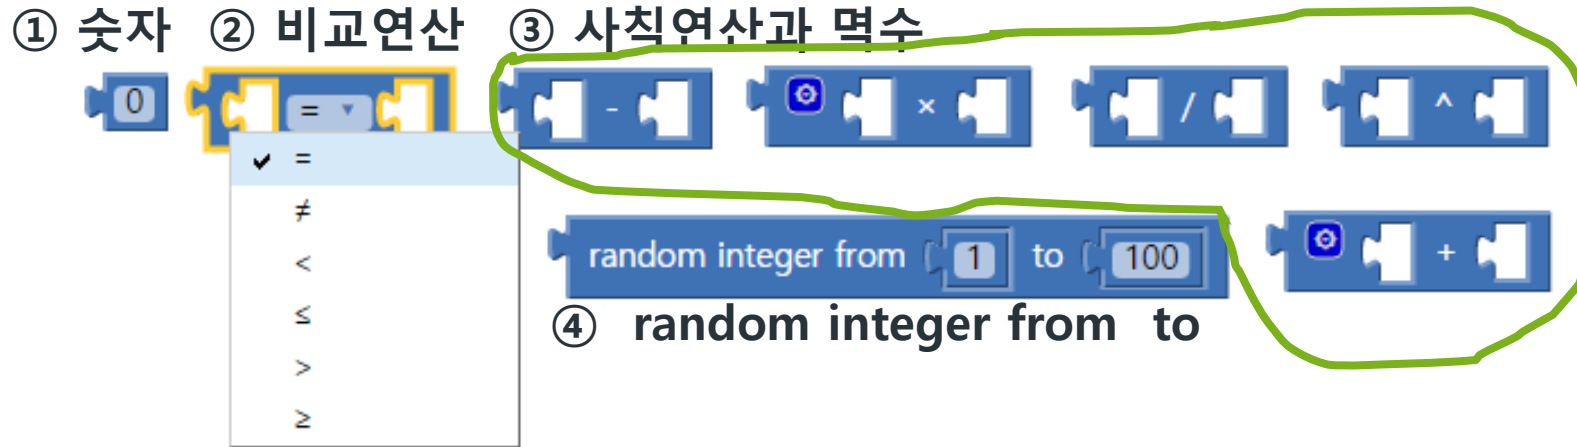 ① 숫자 ② 비교연산 ③ 사칙연산과 멱수
0 = - × / ^
✓ =
≠
<
≤
>
≥
random integer from 1 to 100 +
④ random integer from to